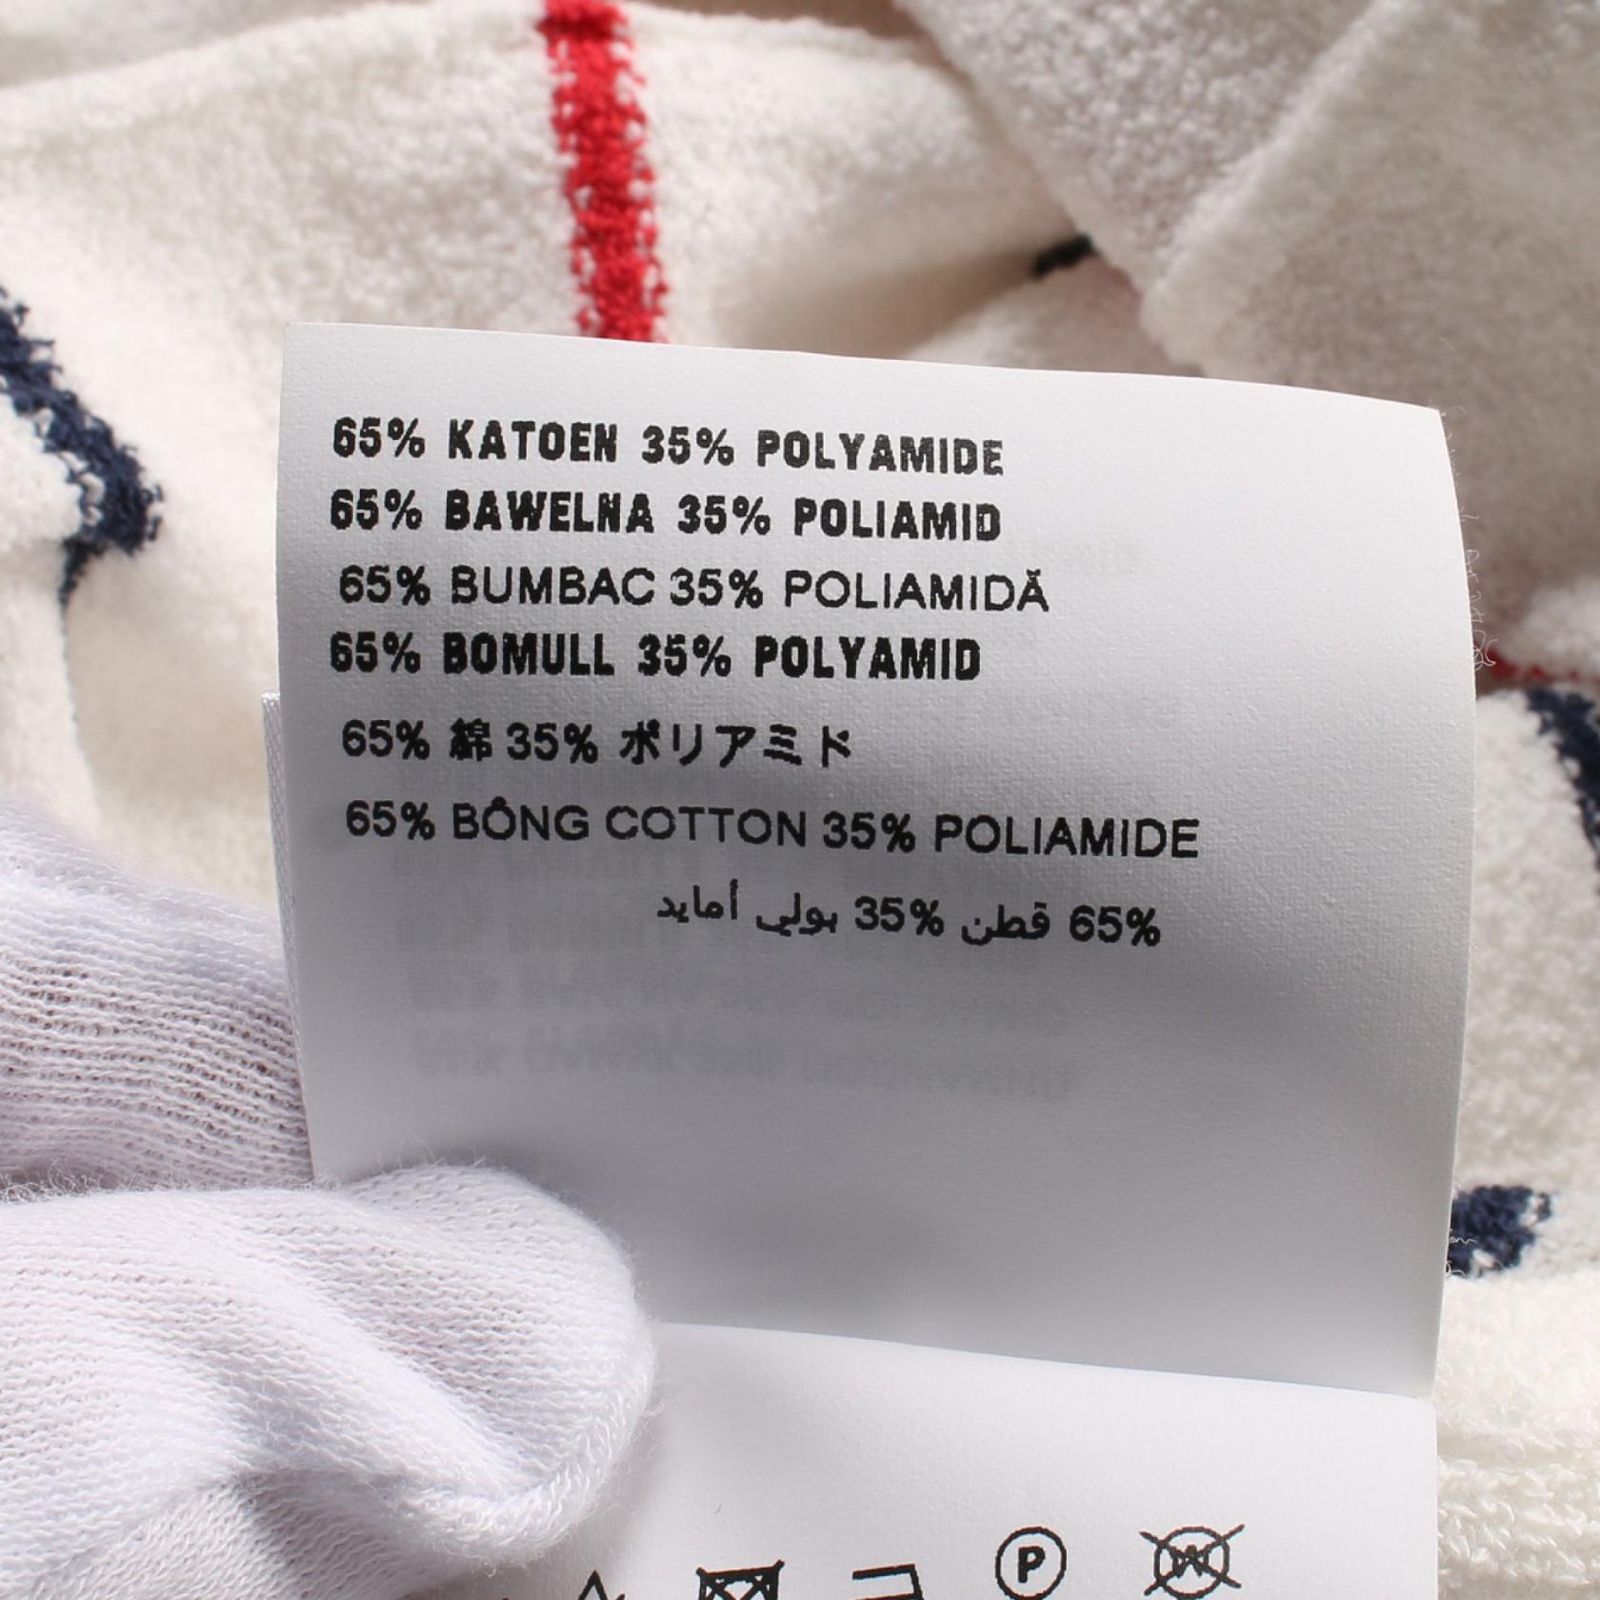 65% KATOEN 35% POLYAMIDE
65% BAWELNA 35% POLIAMID
65% BUMBAC 35% POLIAMIDĂ
65% BOMULL 35% POLYAMID
65% 綿 35% ポリアミド
65% BÔNG COTTON 35% POLIAMIDE
65% قطن 35% بولي أمايد
P W